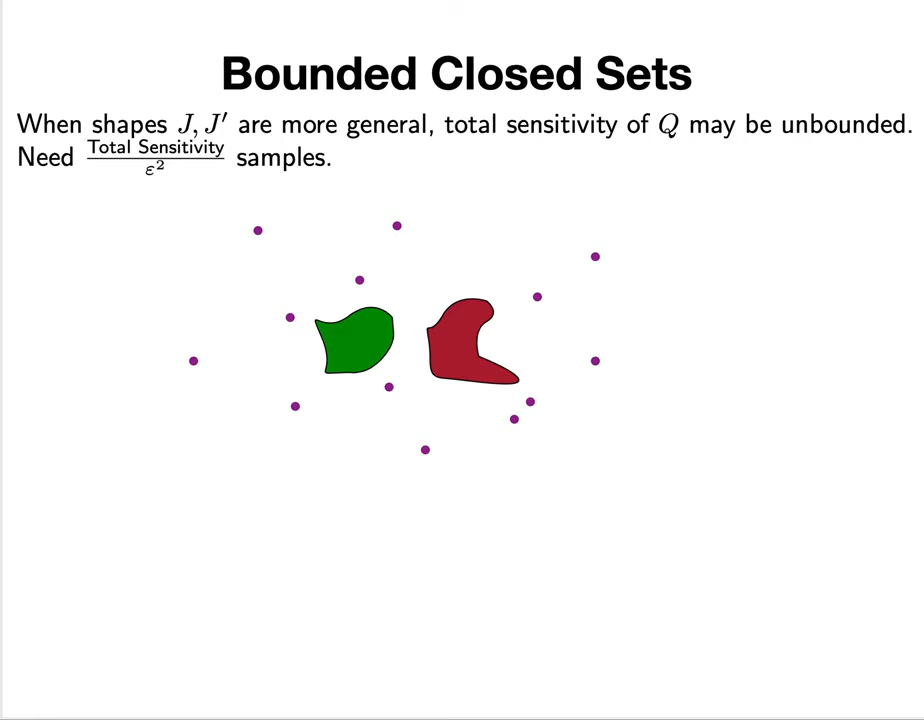 Bounded Closed Sets
When shapes J, J′ are more general, total sensitivity of Q may be unbounded.
Need Total Sensitivity / ε² samples.